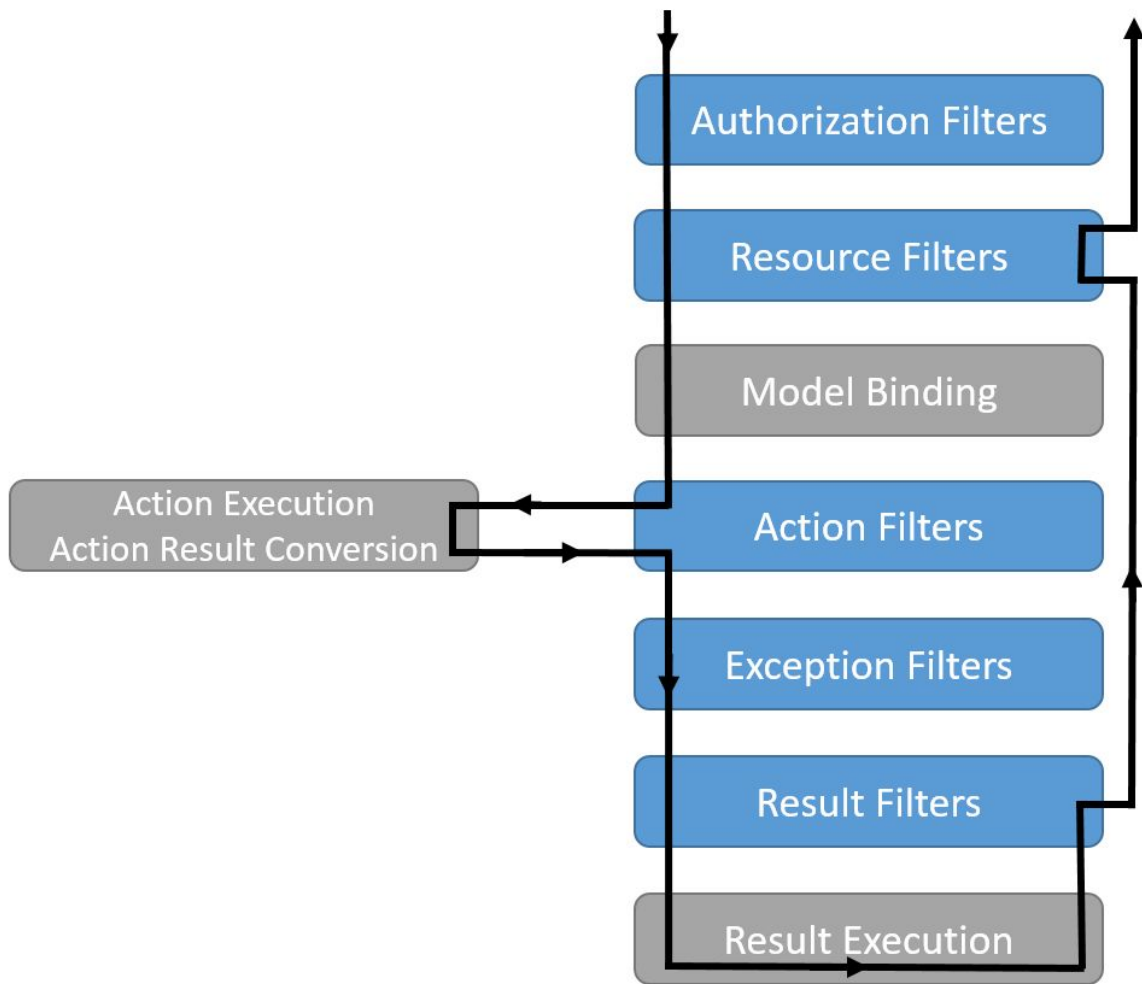 Authorization Filters
Resource Filters
Model Binding
Action Execution
Action Result Conversion
Action Filters
Exception Filters
Result Filters
Result Execution